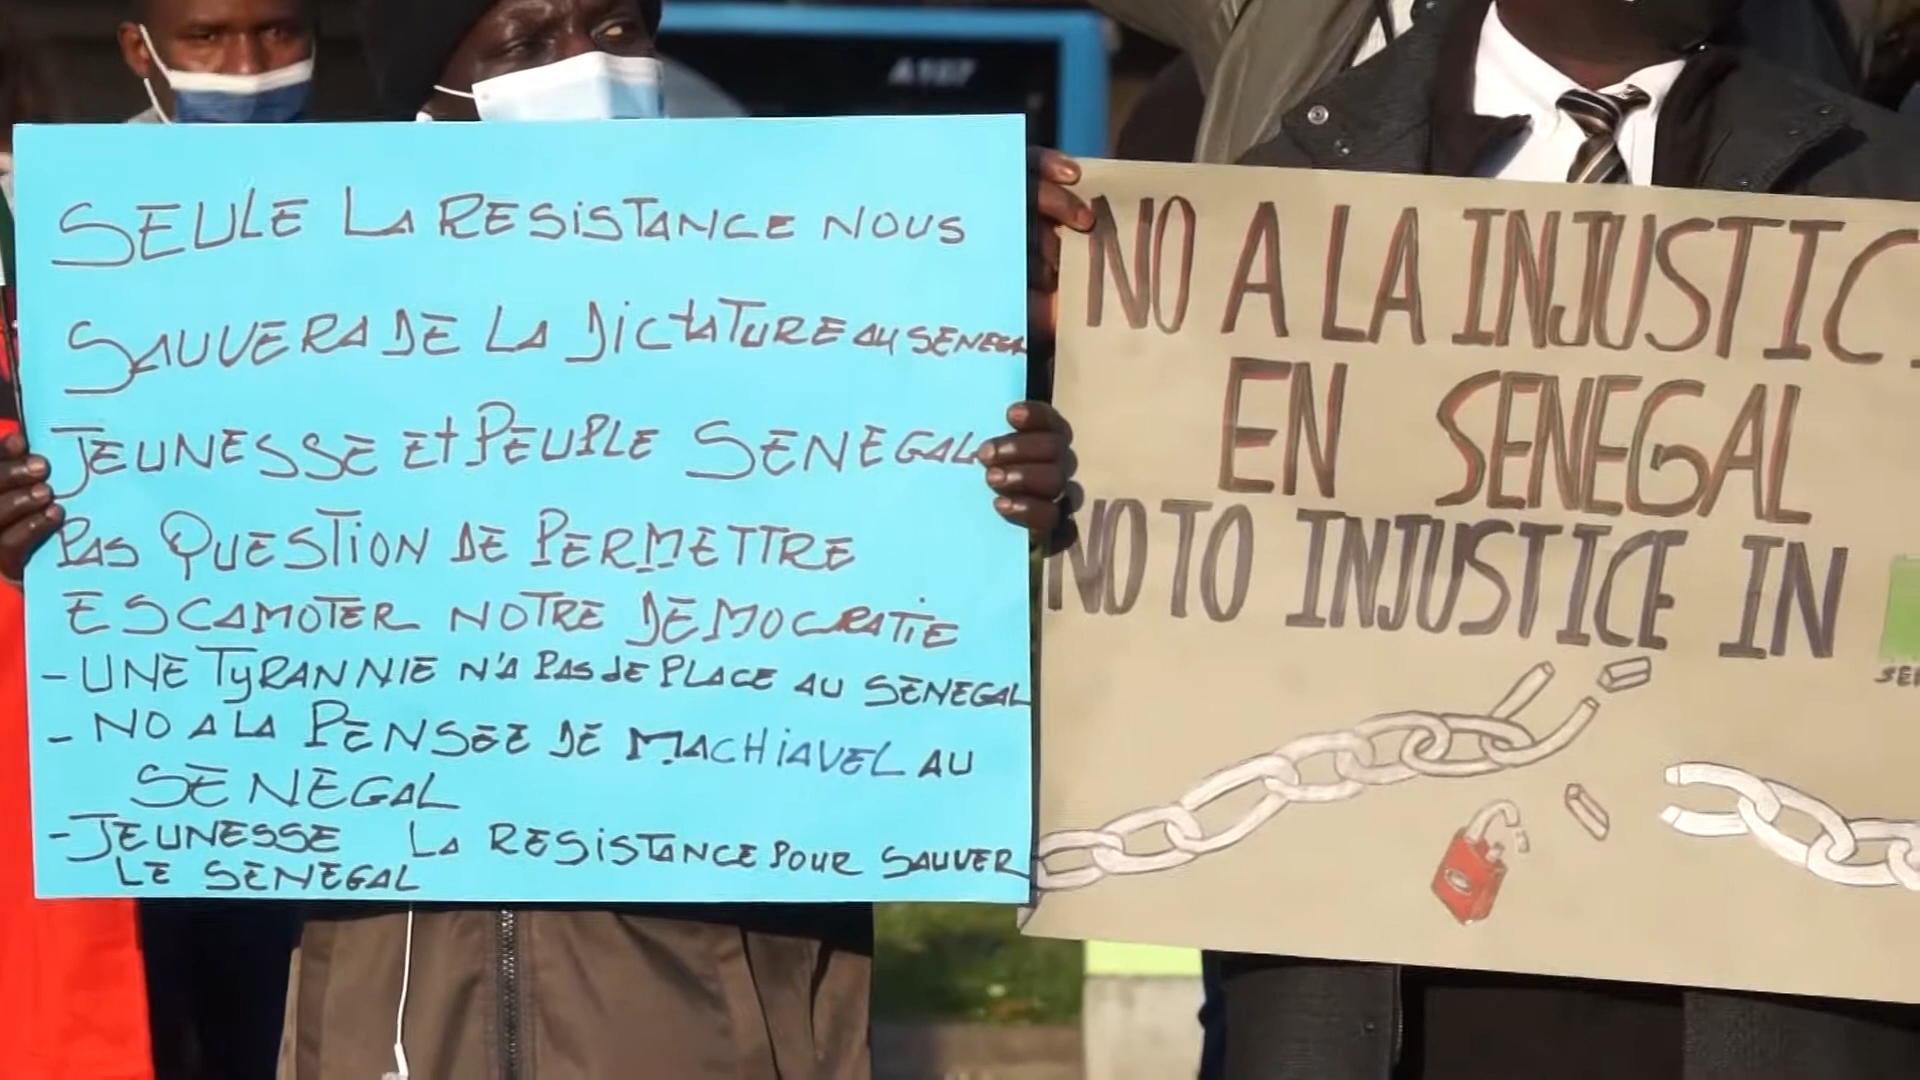 A107
SEULE LA RESISTANCE NOUS
SAUVERA DE LA DICTATURE AU SENEGAL
JEUNESSE Et PEUPLE SENEGAL
PAS QUESTION DE PERMETTRE
ESCAMOTER NOTRE DEMOCRATIE
- UNE TYRANNIE N'A PAS DE PLACE AU SENEGAL
- NO A LA PENSEE DE MACHIAVEL AU
SENEGAL
- JEUNESSE LA RESISTANCE POUR SAUVER
LE SENEGAL
NO A LA INJUSTICI
EN SENEGAL
NO TO INJUSTICE IN